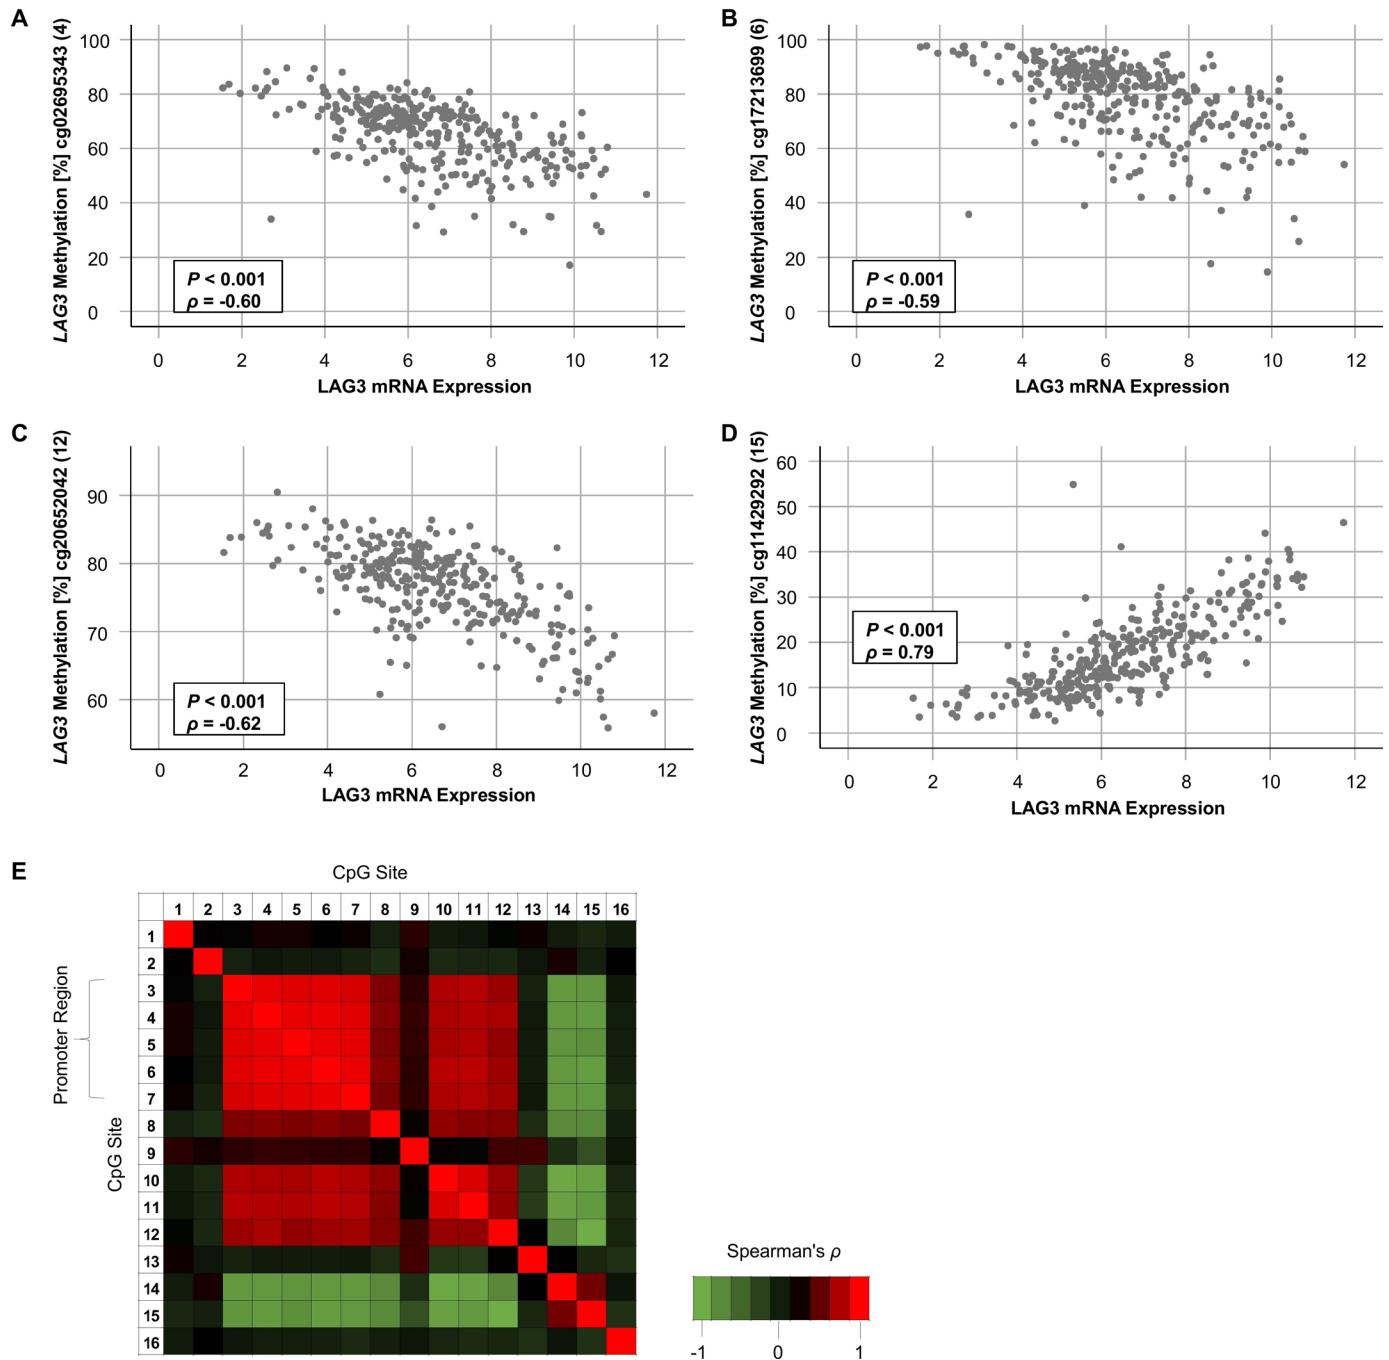 A
LAG3 Methylation [%] cg02695343 (4)
100
80
60
40
20
0
P < 0.001
ρ = -0.60
0 2 4 6 8 10 12
LAG3 mRNA Expression
B
LAG3 Methylation [%] cg17213699 (6)
100
80
60
40
20
0
P < 0.001
ρ = -0.59
0 2 4 6 8 10 12
LAG3 mRNA Expression
C
LAG3 Methylation [%] cg20652042 (12)
90
80
70
60
P < 0.001
ρ = -0.62
0 2 4 6 8 10 12
LAG3 mRNA Expression
D
LAG3 Methylation [%] cg11429292 (15)
60
50
40
30
20
10
0
P < 0.001
ρ = 0.79
0 2 4 6 8 10 12
LAG3 mRNA Expression
E
CpG Site
1 2 3 4 5 6 7 8 9 10 11 12 13 14 15 16
Promoter Region
CpG Site
1
2
3
4
5
6
7
8
9
10
11
12
13
14
15
16
Spearman's ρ
-1 0 1